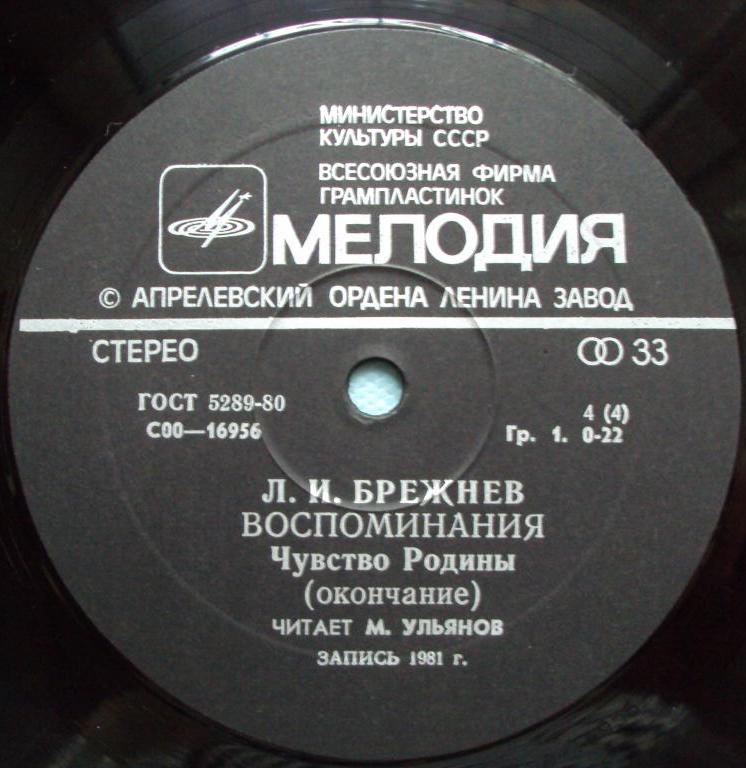 МИНИСТЕРСТВО
КУЛЬТУРЫ СССР
ВСЕСОЮЗНАЯ ФИРМА
ГРАМПЛАСТИНОК
МЕЛОДИЯ
© АПРЕЛЕВСКИЙ ОРДЕНА ЛЕНИНА ЗАВОД
СТЕРЕО 33
ГОСТ 5289-80 4 (4)
С00—16956 Гр. 1. 0-22
Л. И. БРЕЖНЕВ
ВОСПОМИНАНИЯ
Чувство Родины
(окончание)
ЧИТАЕТ М. УЛЬЯНОВ
ЗАПИСЬ 1981 г.